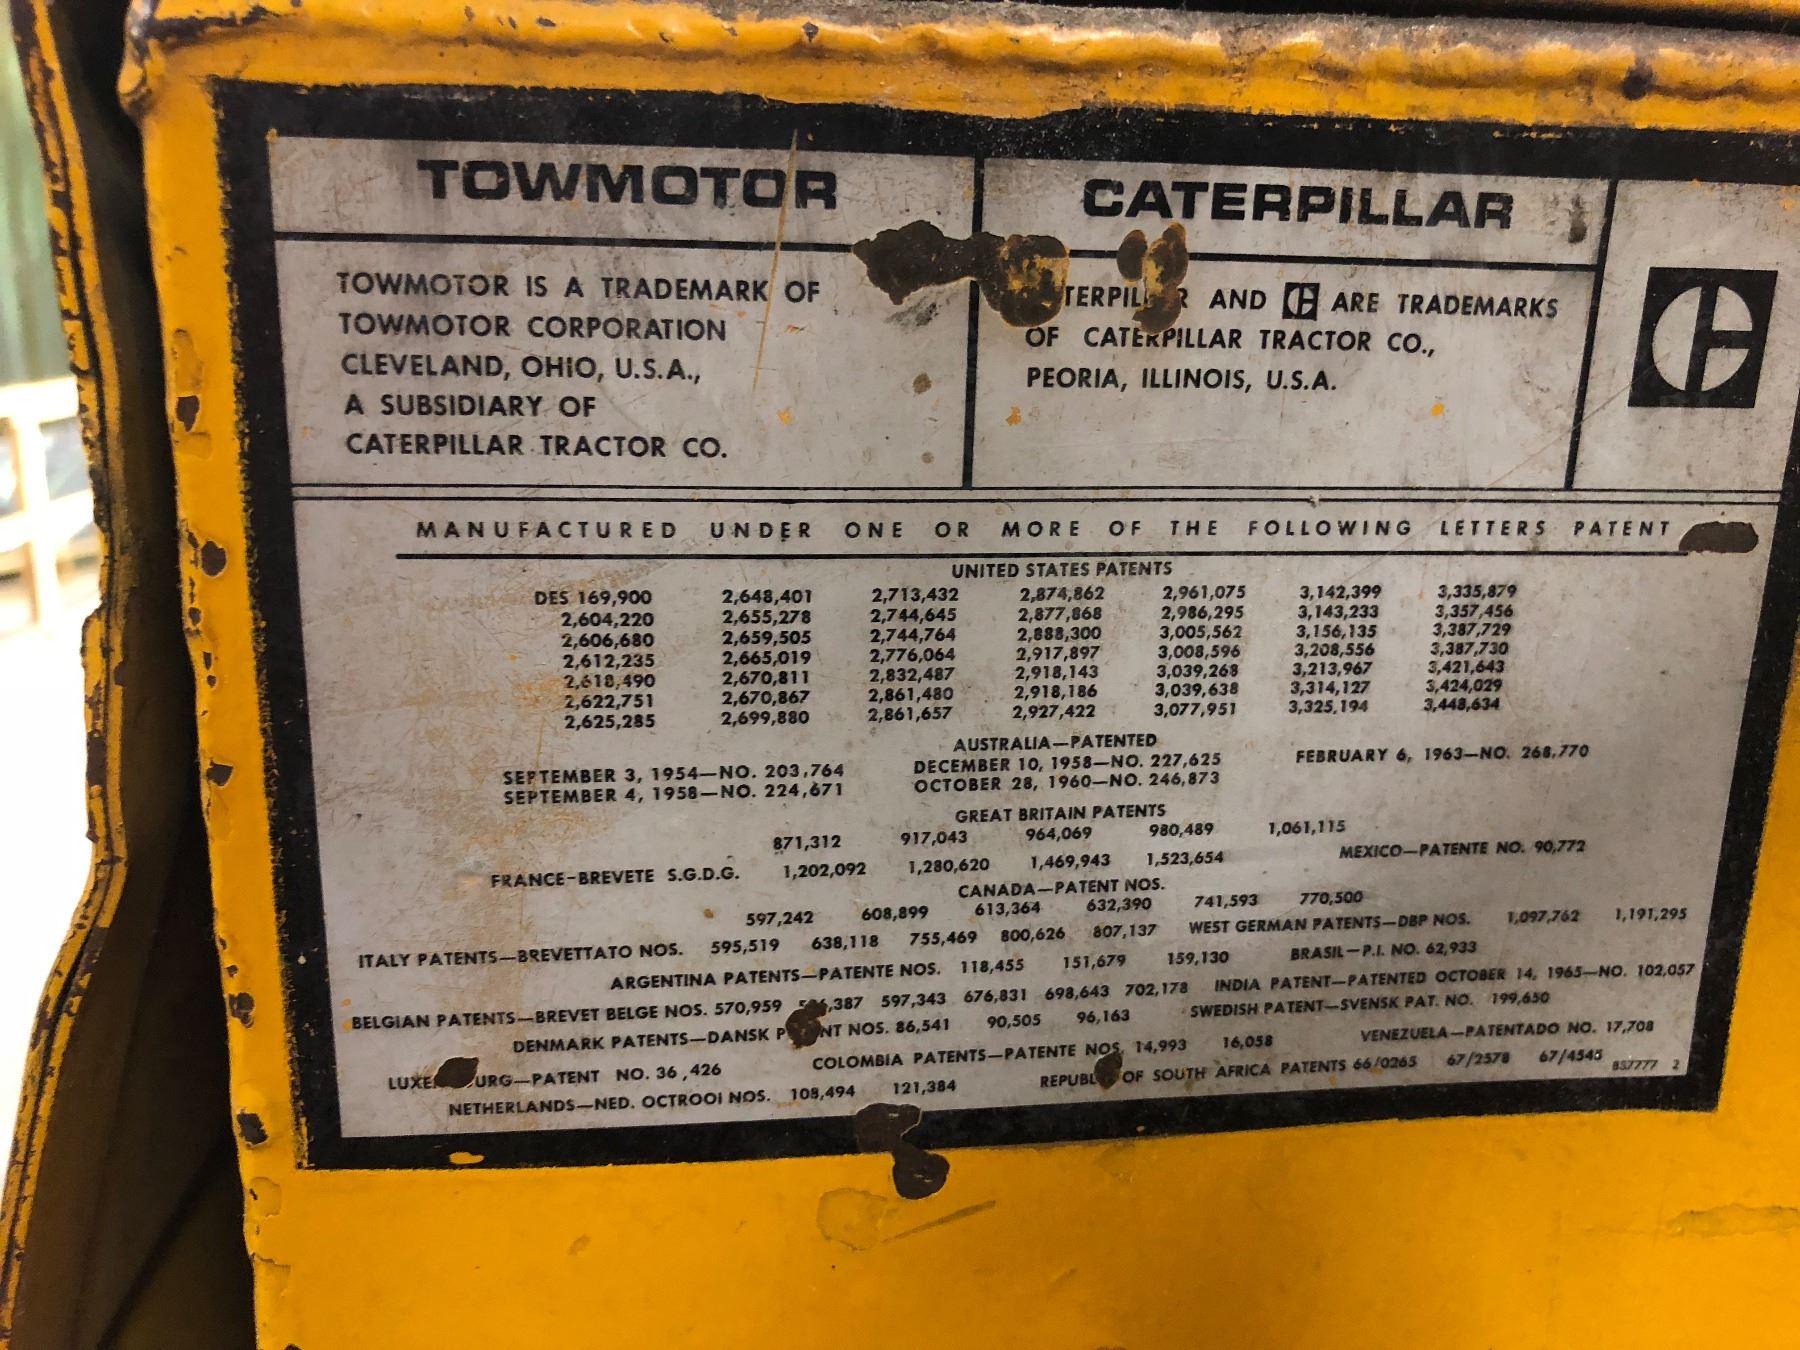 TOWMOTOR
TOWMOTOR IS A TRADEMARK OF
TOWMOTOR CORPORATION
CLEVELAND, OHIO, U.S.A.,
A SUBSIDIARY OF
CATERPILLAR TRACTOR CO.
CATERPILLAR
AND C ARE TRADEMARKS
OF CATERPILLAR TRACTOR CO.,
PEORIA, ILLINOIS, U.S.A.
C
MANUFACTURED UNDER ONE OR MORE OF THE FOLLOWING LETTERS PATENT
UNITED STATES PATENTS
DES 169,900 2,648,401 2,713,432 2,874,862 2,961,075 3,142,399 3,335,879
2,604,220 2,655,278 2,744,645 2,877,868 2,986,295 3,143,233 3,357,456
2,606,680 2,659,505 2,744,764 2,888,300 3,005,562 3,156,135 3,387,729
2,612,235 2,665,019 2,776,064 2,917,897 3,008,596 3,208,556 3,387,730
2,618,490 2,670,811 2,832,487 2,918,143 3,039,268 3,213,967 3,421,643
2,622,751 2,670,867 2,861,480 2,918,186 3,039,638 3,314,127 3,424,029
2,625,285 2,699,880 2,861,657 2,927,422 3,077,951 3,325,194 3,448,634
AUSTRALIA—PATENTED
SEPTEMBER 3, 1954—NO. 203,764 DECEMBER 10, 1958—NO. 227,625 FEBRUARY 6, 1963—NO. 268,770
SEPTEMBER 4, 1958—NO. 224,671 OCTOBER 28, 1960—NO. 246,873
GREAT BRITAIN PATENTS
871,312 917,043 964,069 980,489 1,061,115
FRANCE-BREVETE S.G.D.G. 1,202,092 1,280,620 1,469,943 1,523,654 MEXICO—PATENTE NO. 90,772
CANADA—PATENT NOS.
597,242 608,899 613,364 632,390 741,593 770,500
ITALY PATENTS—BREVETTATO NOS. 595,519 638,118 755,469 800,626 807,137 WEST GERMAN PATENTS—DBP NOS. 1,097,762 1,191,295
ARGENTINA PATENTS—PATENTE NOS. 118,455 151,679 159,130 BRASIL—P.I. NO. 62,933
BELGIAN PATENTS—BREVET BELGE NOS. 570,959 597,343 676,831 698,643 702,178 INDIA PATENT—PATENTED OCTOBER 14, 1965—NO. 102,057
DENMARK PATENTS—DANSK NOS. 86,541 90,505 96,163 SWEDISH PATENT—SVENSK PAT. NO. 199,650
PATENT NO. 36,426 COLOMBIA PATENTS—PATENTE NOS. 14,993 16,058 VENEZUELA—PATENTADO NO. 17,708
NETHERLANDS—NED. OCTROOI NOS. 108,494 121,384 REPUBLIC OF SOUTH AFRICA PATENTS 66/0265 67/2578 67/4545
2